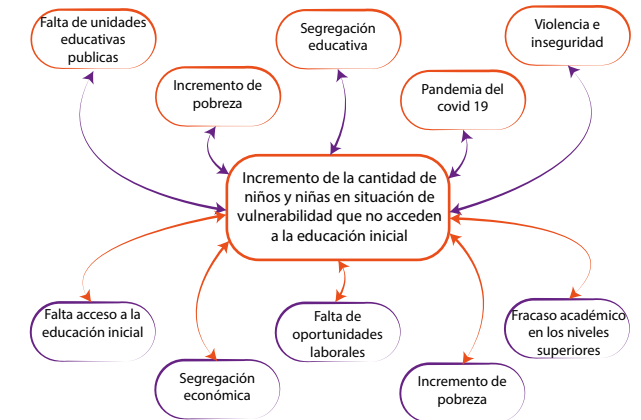 Falta de unidades
educativas
publicas
Incremento de
pobreza
Segregación
educativa
Pandemia del
covid 19
Violencia e
inseguridad
Incremento de la cantidad de
niños y niñas en situación de
vulnerabilidad que no acceden
a la educación inicial
Falta acceso a la
educación inicial
Segregación
económica
Falta de
oportunidades
laborales
Incremento de
pobreza
Fracaso académico
en los niveles
superiores